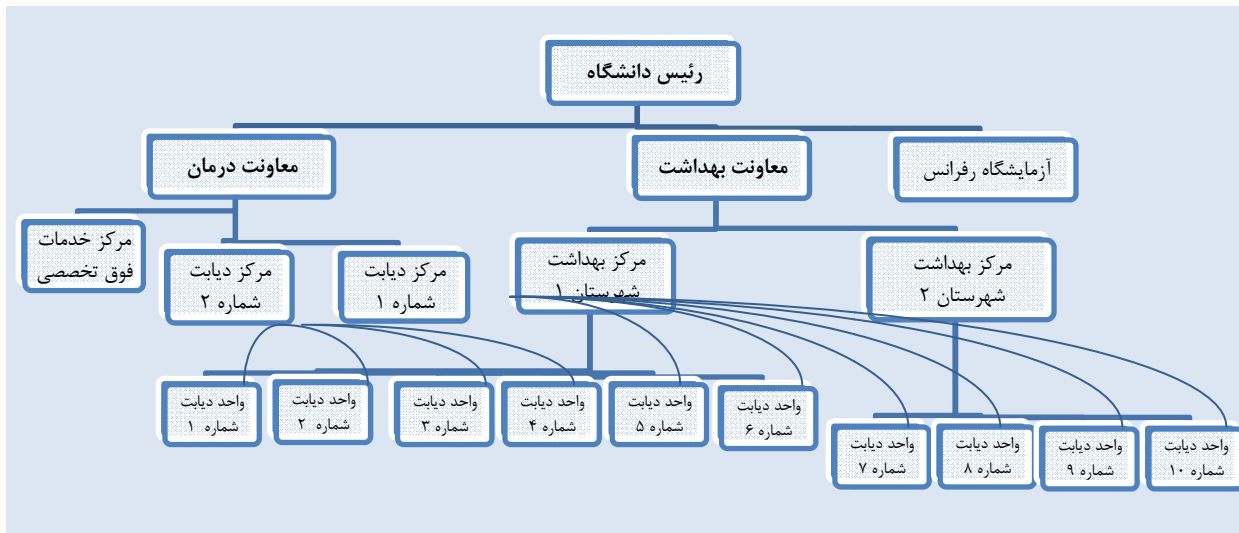 رئیس دانشگاه
آزمایشگاه رفرانس
معاونت بهداشت
معاونت درمان
مرکز بهداشت
شهرستان ۲
مرکز بهداشت
شهرستان ۱
مرکز دیابت
شماره ۱
مرکز دیابت
شماره ۲
مرکز خدمات
فوق تخصصی
واحد دیابت
شماره ۱
واحد دیابت
شماره ۲
واحد دیابت
شماره ۳
واحد دیابت
شماره ۴
واحد دیابت
شماره ۵
واحد دیابت
شماره ۶
واحد دیابت
شماره ۷
واحد دیابت
شماره ۸
واحد دیابت
شماره ۹
واحد دیابت
شماره ۱۰